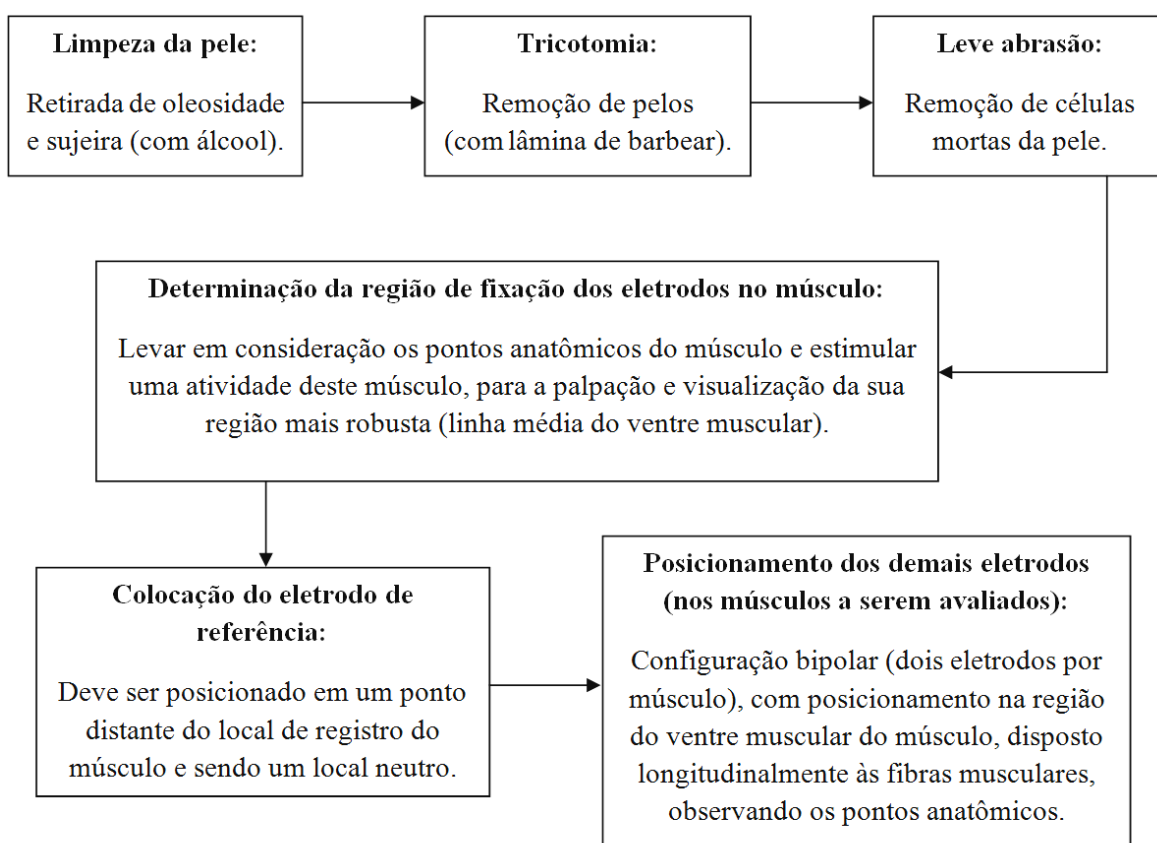 Limpeza da pele:
Retirada de oleosidade
e sujeira (com álcool).
Tricotomia:
Remoção de pelos
(com lâmina de barbear).
Leve abrasão:
Remoção de células
mortas da pele.
Determinação da região de fixação dos eletrodos no músculo:
Levar em consideração os pontos anatômicos do músculo e estimular
uma atividade deste músculo, para a palpação e visualização da sua
região mais robusta (linha média do ventre muscular).
Colocação do eletrodo de
referência:
Deve ser posicionado em um ponto
distante do local de registro do
músculo e sendo um local neutro.
Posicionamento dos demais eletrodos
(nos músculos a serem avaliados):
Configuração bipolar (dois eletrodos por
músculo), com posicionamento na região
do ventre muscular do músculo, disposto
longitudinalmente às fibras musculares,
observando os pontos anatômicos.